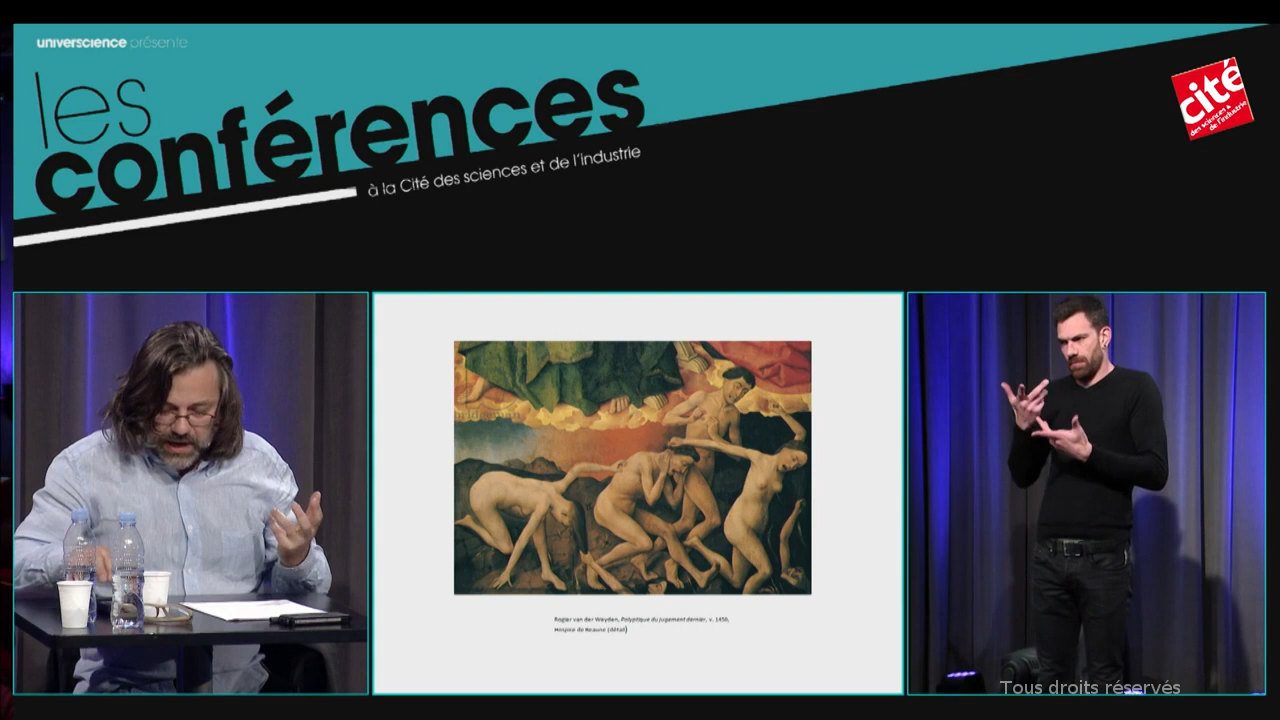 universcience présente
les
conférences
à la Cité des sciences et de l'industrie
cité
des sciences &
de l'industrie
Rogier van der Weyden, Polyptique du Jugement dernier, v. 1450,
Hospice de Beaune (détail)
Tous droits réservés